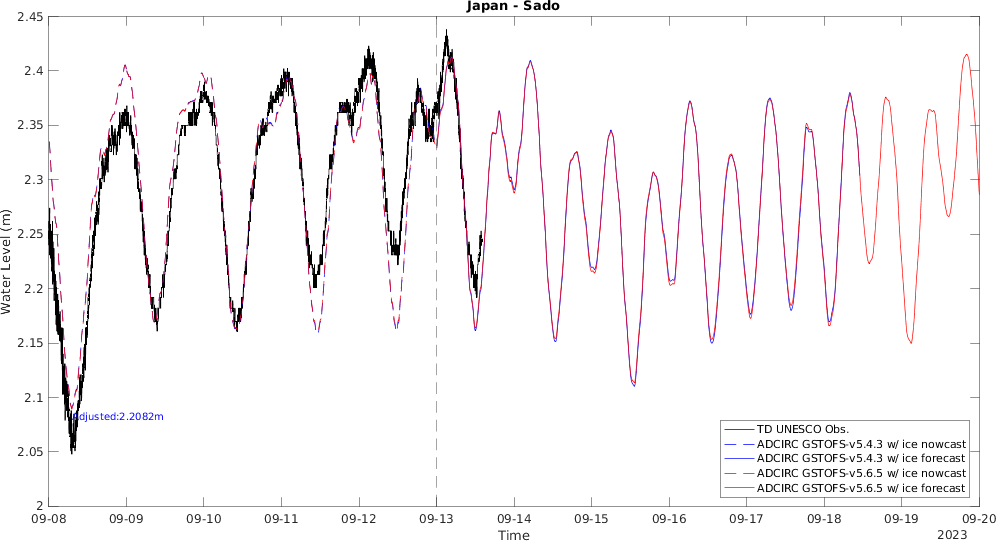 Japan - Sado
2.45
2.4
2.35
2.3
2.25
2.2
2.15
2.1
2.05
2
Water Level (m)
Adjusted:2.2082m
TD UNESCO Obs.
ADCIRC GSTOFS-v5.4.3 w/ ice nowcast
ADCIRC GSTOFS-v5.4.3 w/ ice forecast
ADCIRC GSTOFS-v5.6.5 w/ ice nowcast
ADCIRC GSTOFS-v5.6.5 w/ ice forecast
09-08 09-09 09-10 09-11 09-12 09-13 09-14 09-15 09-16 09-17 09-18 09-19 09-20
Time
2023